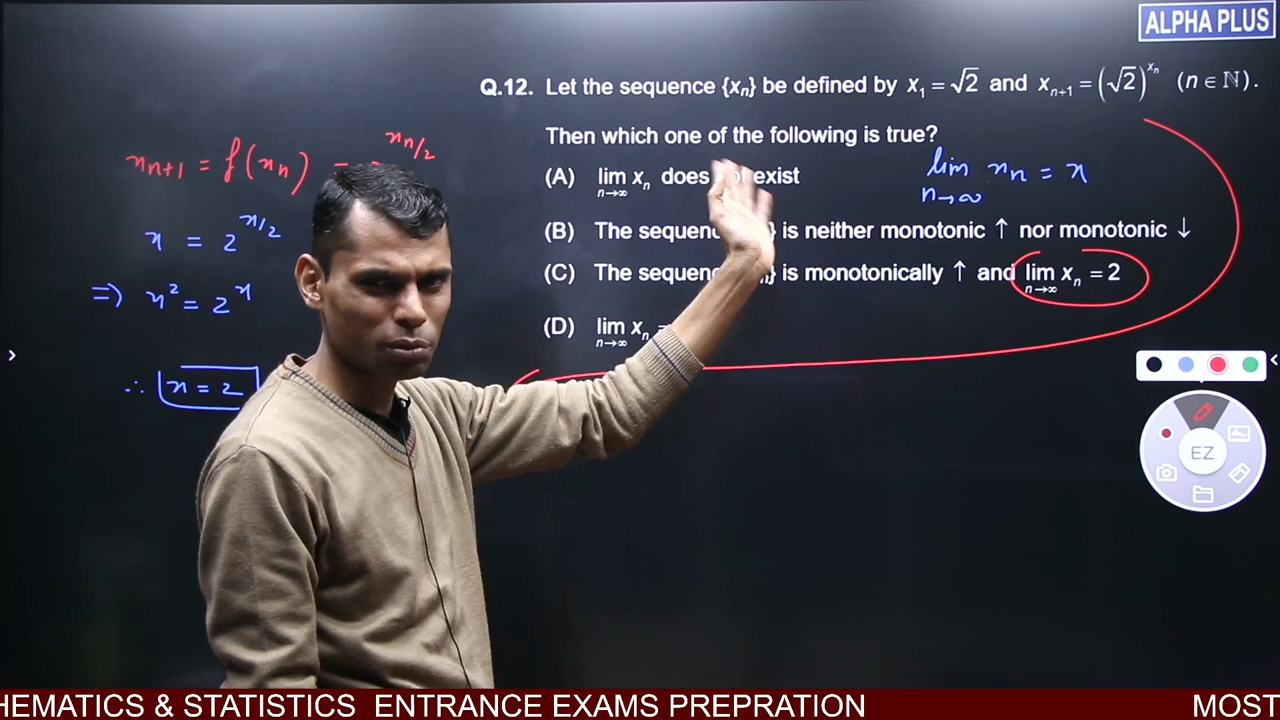 ALPHA PLUS
Q.12. Let the sequence {xₙ} be defined by x₁ = √2 and xₙ₊₁ = (√2)^xₙ (n ∈ ℕ).
Then which one of the following is true?
(A) lim n→∞ xₙ does exist
(B) The is neither monotonic ↑ nor monotonic ↓
(C) The is monotonically ↑ and lim n→∞ xₙ = 2
(D) lim n→∞ xₙ
lim n→∞ xₙ = x
xₙ₊₁ = f(xₙ) = xₙ/2
x = 2^x/2
⇒) x² = 2^x
∴ x = 2
EZ
HEMATICS & STATISTICS ENTRANCE EXAMS PREPRATION MOST